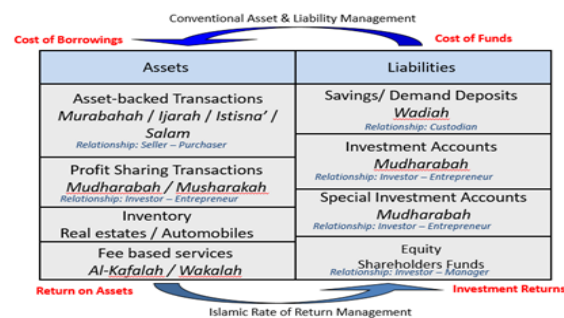 Conventional Asset & Liability Management
Cost of Borrowings
Cost of Funds
Assets
Liabilities
Asset-backed Transactions
Murabahah / Ijarah / Istisna’ /
Salam
Relationship: Seller – Purchaser
Savings/ Demand Deposits
Wadiah
Relationship: Custodian
Investment Accounts
Mudharabah
Relationship: Investor – Entrepreneur
Profit Sharing Transactions
Mudharabah / Musharakah
Relationship: Investor – Entrepreneur
Special Investment Accounts
Mudharabah
Relationship: Investor – Entrepreneur
Inventory
Real estates / Automobiles
Fee based services
Al-Kafalah / Wakalah
Equity
Shareholders Funds
Relationship: Investor – Manager
Return on Assets
Investment Returns
Islamic Rate of Return Management